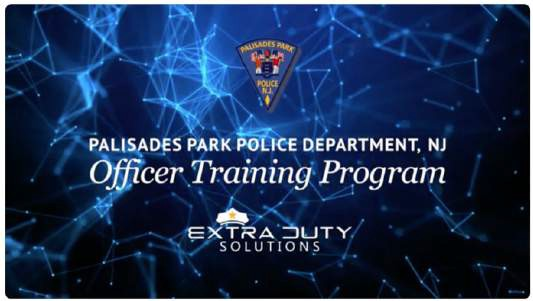 PALISADES PARK
POLICE
N.J.
PALISADES PARK POLICE DEPARTMENT, NJ
Officer Training Program
EXTRA DUTY
SOLUTIONS